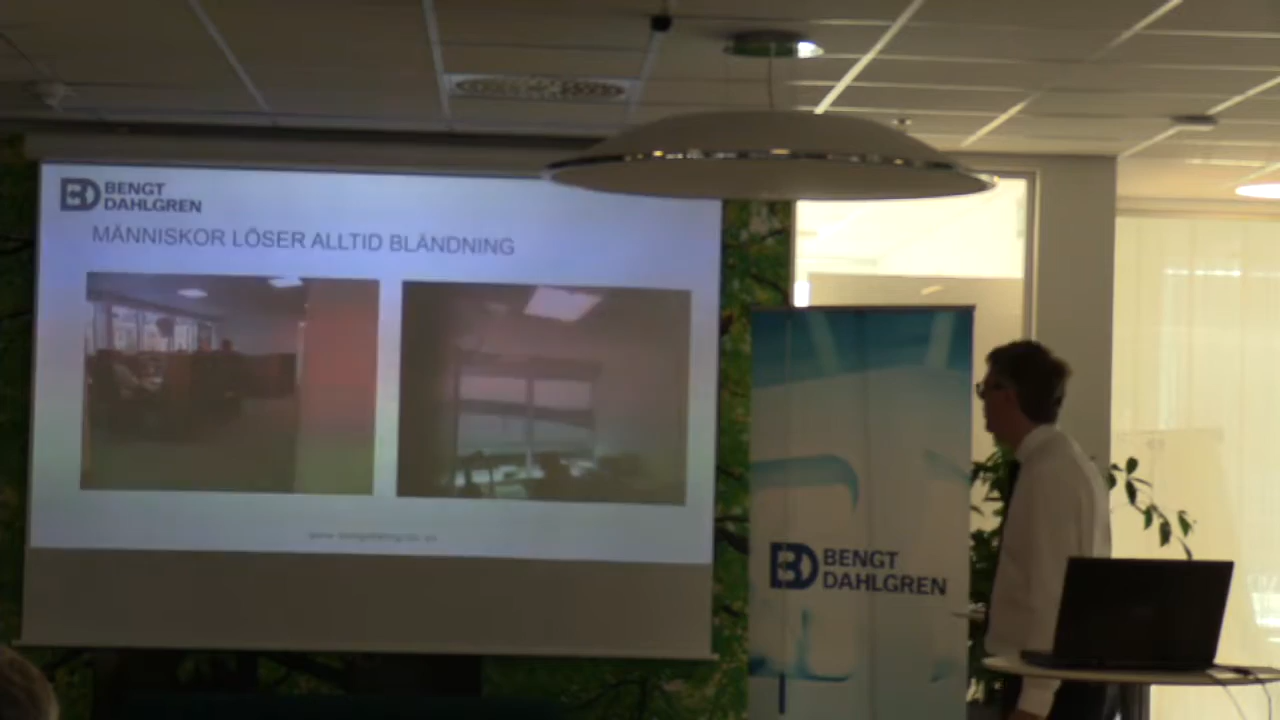 BENGT
DAHLGREN
MÄNNISKOR LÖSER ALLTID BLÄNDNING
BENGT
DAHLGREN